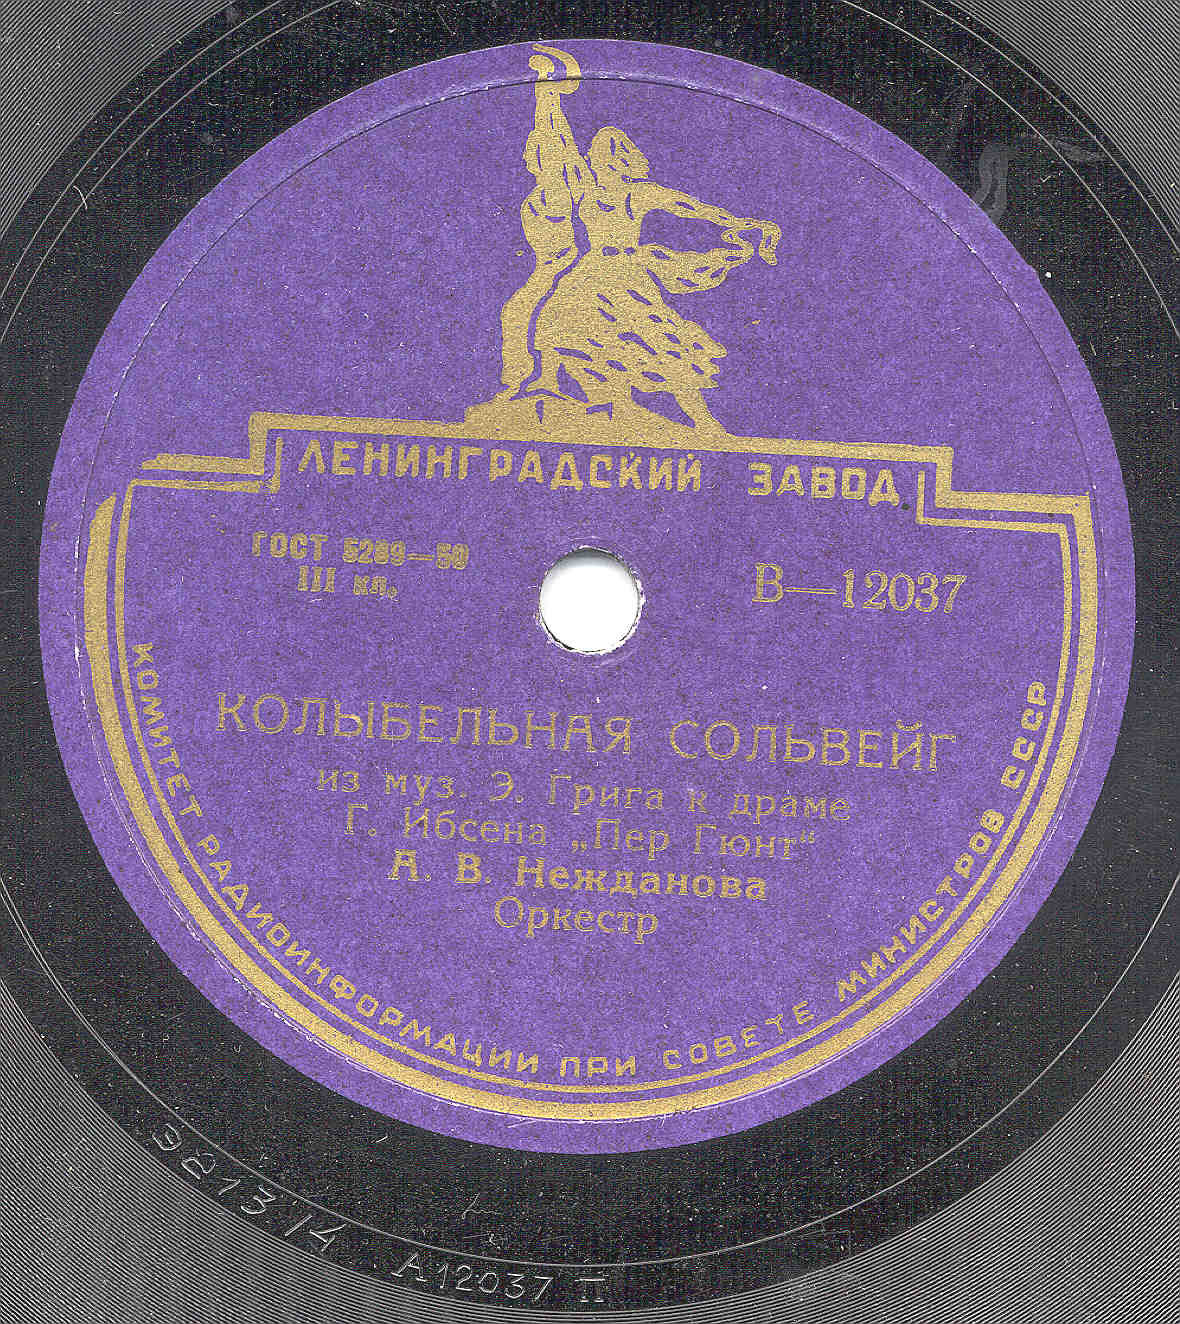 ЛЕНИНГРАДСКИЙ ЗАВОД
ГОСТ 5289—50
III кл.
В—12037
КОЛЫБЕЛЬНАЯ СОЛЬВЕЙГ
из муз. Э. Грига к драме
Г. Ибсена „Пер Гюнт“
А. В. Нежданова
Оркестр
КОМИТЕТ РАДИОИНФОРМАЦИИ ПРИ СОВЕТЕ МИНИСТРОВ СССР
А12037 П